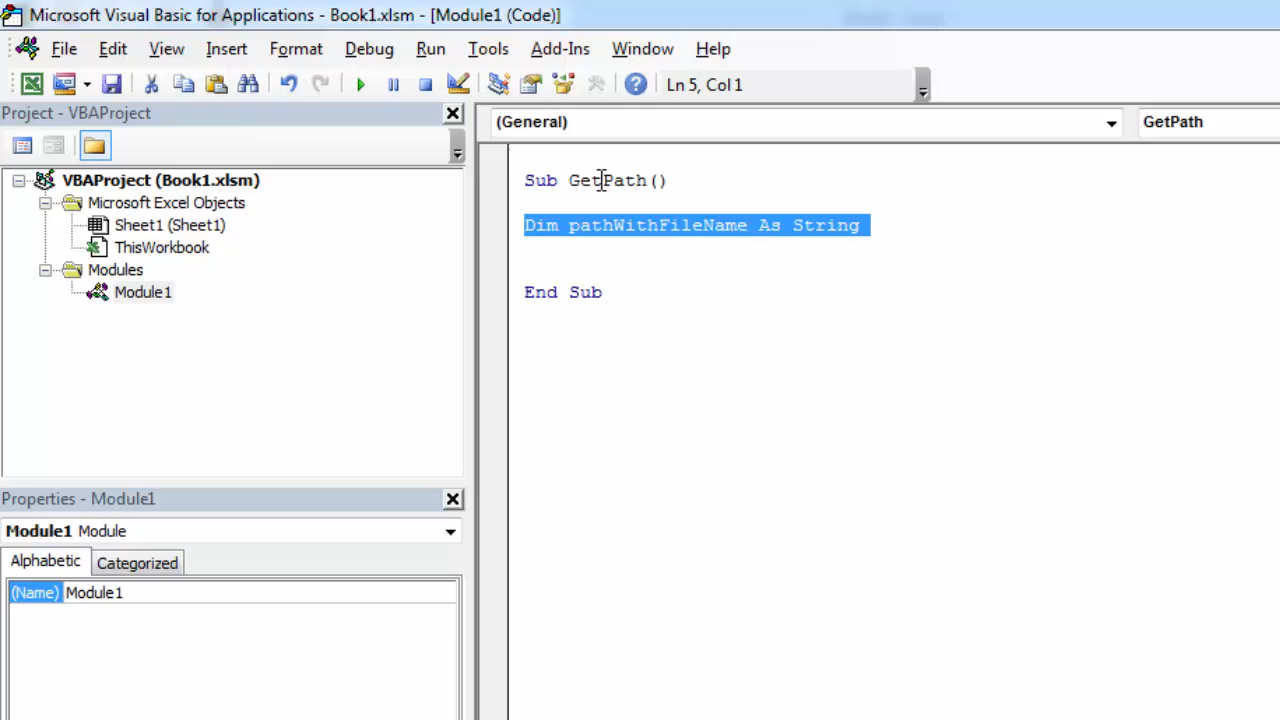 Microsoft Visual Basic for Applications - Book1.xlsm - [Module1 (Code)]
File Edit View Insert Format Debug Run Tools Add-Ins Window Help
Ln 5, Col 1
Project - VBAProject
(General) GetPath
VBAProject (Book1.xlsm)
Microsoft Excel Objects
Sheet1 (Sheet1)
ThisWorkbook
Modules
Module1
Sub GetPath()
Dim pathWithFileName As String
End Sub
Properties - Module1
Module1 Module
Alphabetic Categorized
(Name) Module1